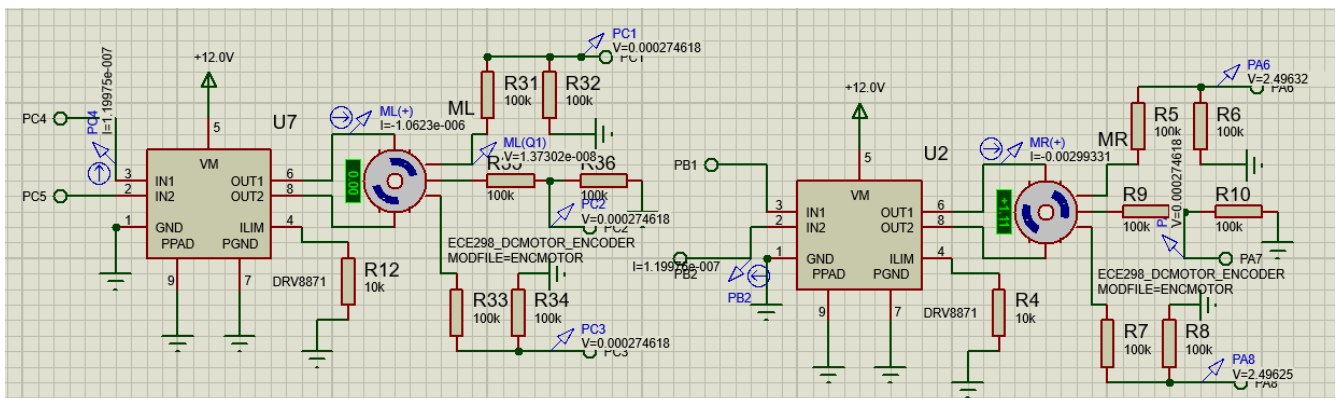 PC1
V=0.000274618
PC1
+12.0V
R31
100k
R32
100k
PC4
PC4
I=1.19975e-007
U7
ML(+)
I=-1.0623e-006
ML
ML(Q1)
V=1.37302e-008
5
VM
3
IN1
2
IN2
1
GND
PPAD
PGND
OUT1
6
OUT2
8
ILIM
4
9
7
DRV8871
PC5
0.00
100k
R36
100k
PC2
V=0.000274618
PC2
ECE298_DCMOTOR_ENCODER
MODFILE=ENCMOTOR
R12
10k
R33
100k
R34
100k
PC3
V=0.000274618
PC3
+12.0V
PA6
V=2.49632
PA6
R5
100k
R6
100k
U2
MR(+)
I=-0.00299331
MR
PB1
5
VM
3
IN1
2
IN2
1
GND
PPAD
PGND
OUT1
6
OUT2
8
ILIM
4
9
7
DRV8871
+1.11
R9
100k
V=0.000274618
R10
100k
PA7
I=1.19975e-007
PB2
PB2
ECE298_DCMOTOR_ENCODER
MODFILE=ENCMOTOR
R4
10k
R7
100k
R8
100k
PA8
V=2.49625
PA8